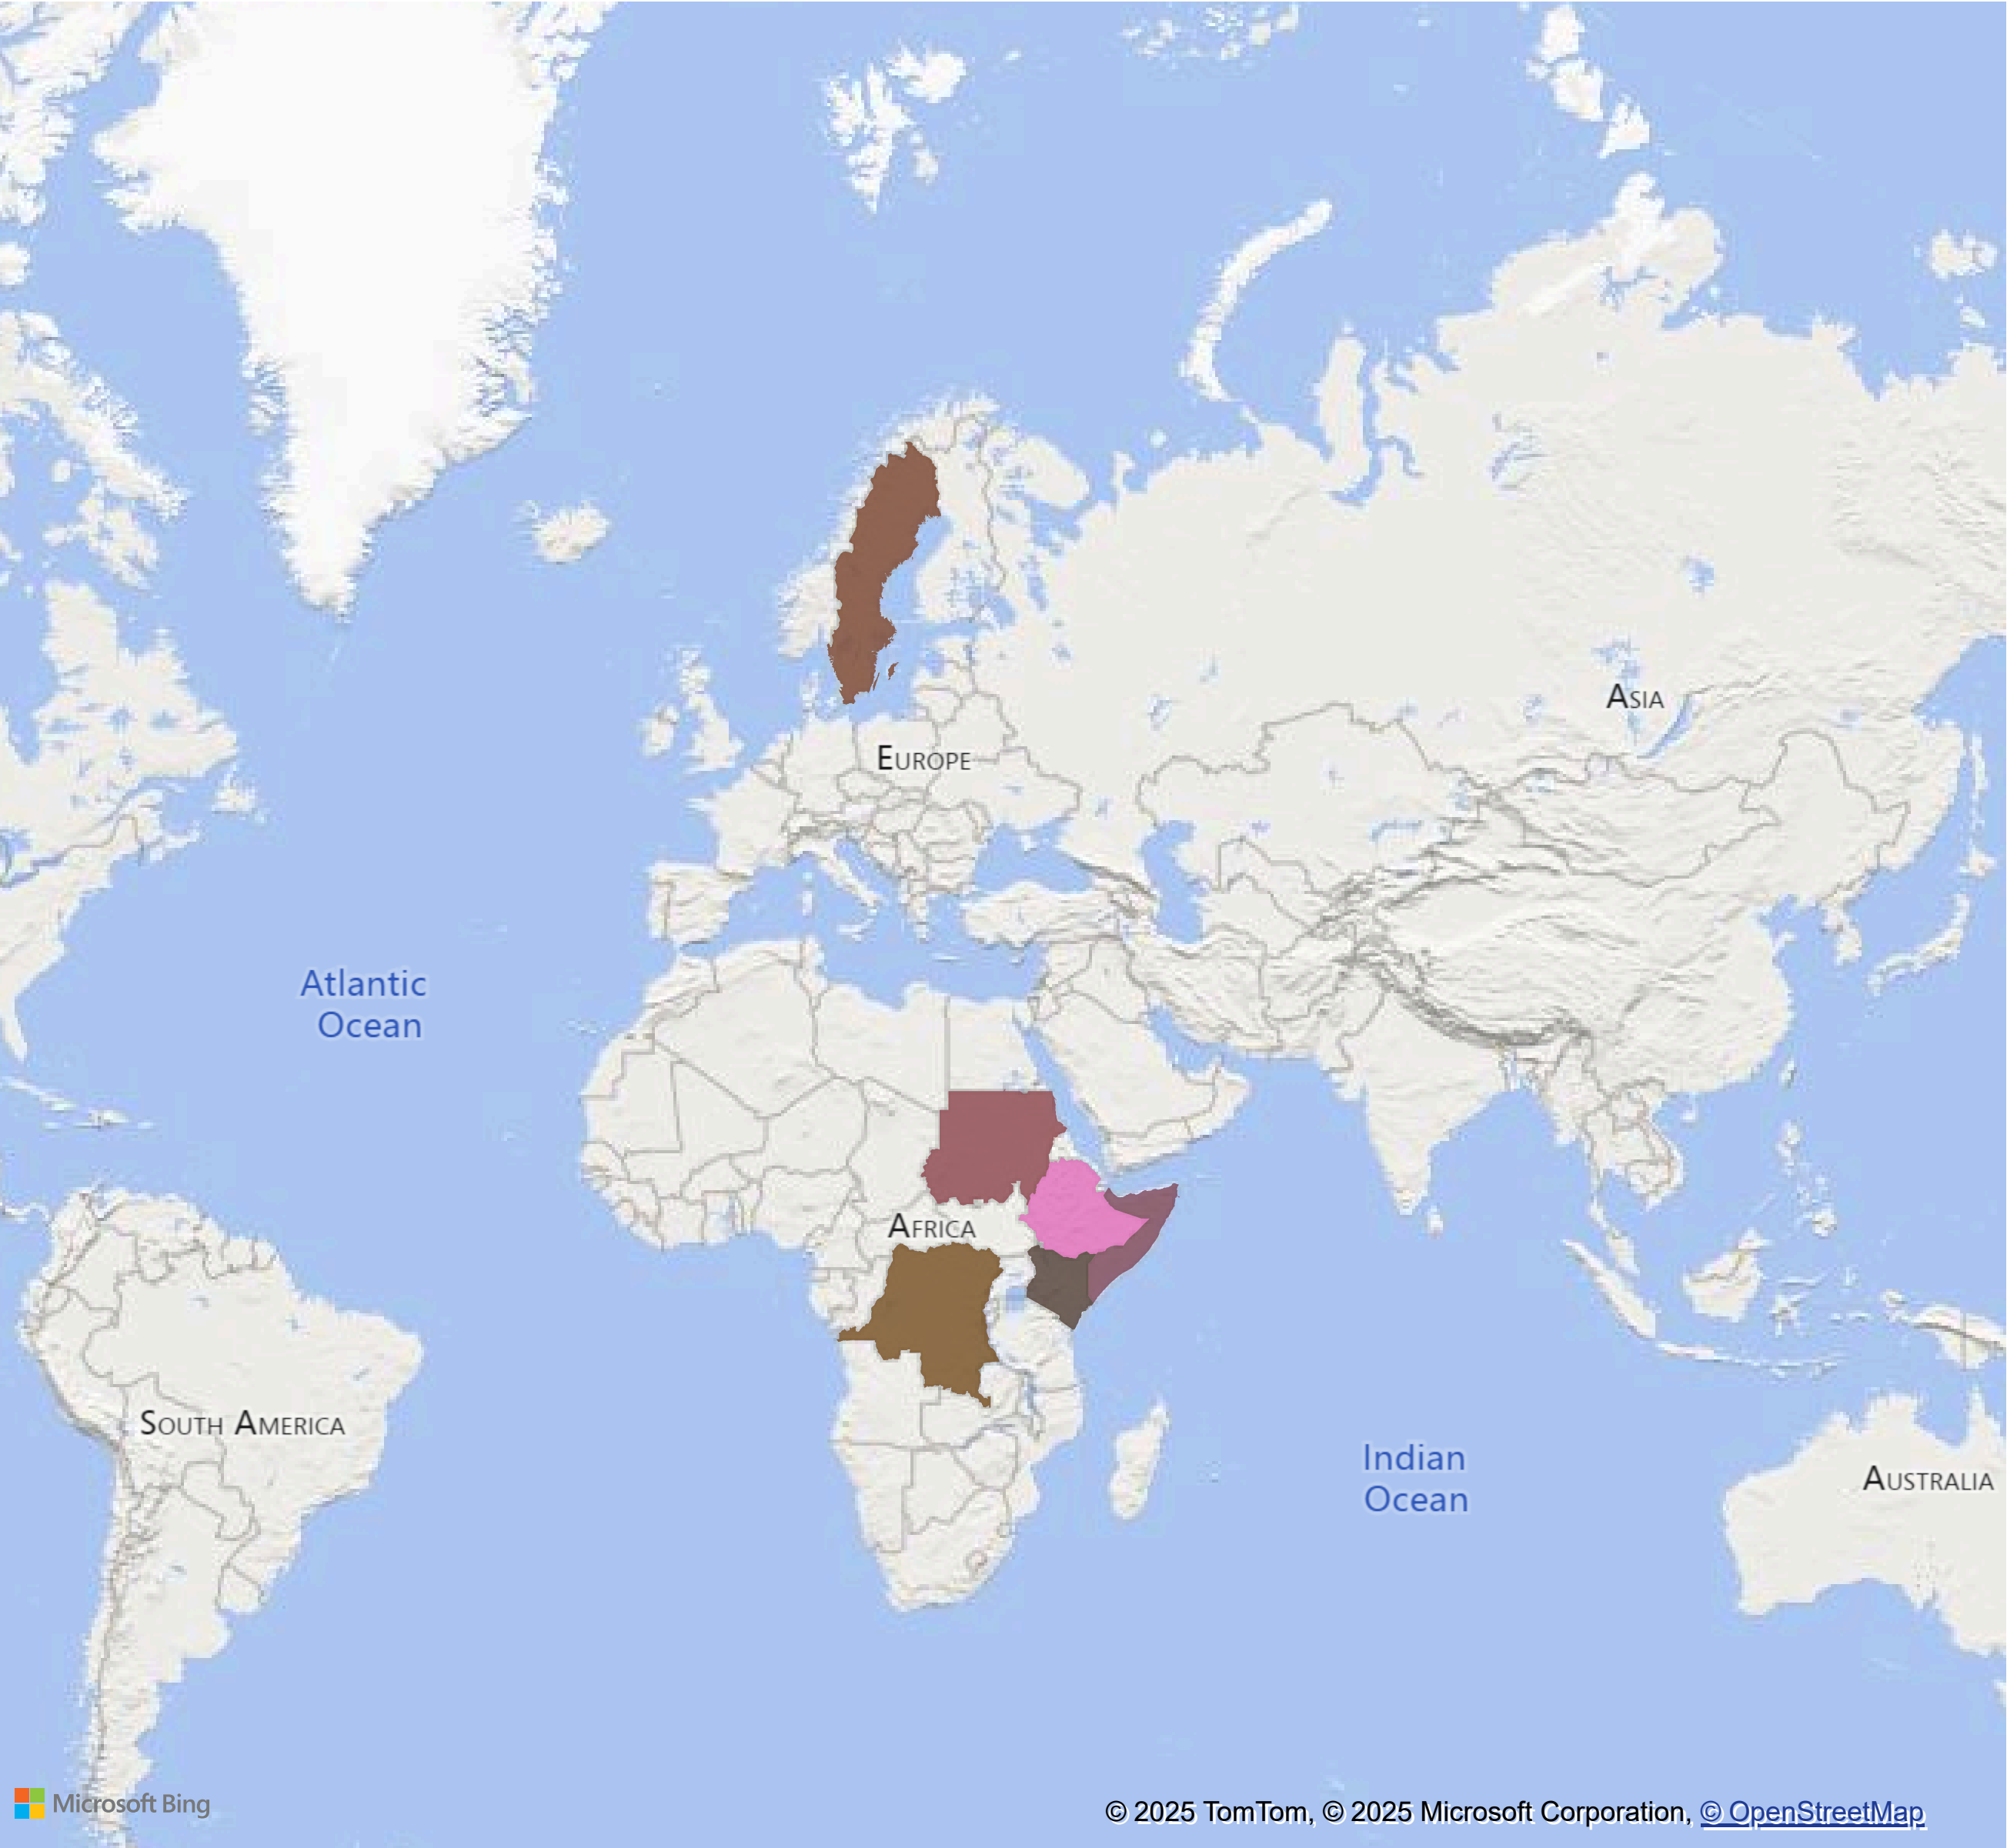 ASIA
EUROPE
Atlantic
Ocean
AFRICA
SOUTH AMERICA
Indian
Ocean
AUSTRALIA
Microsoft Bing
© 2025 TomTom, © 2025 Microsoft Corporation, © OpenStreetMap